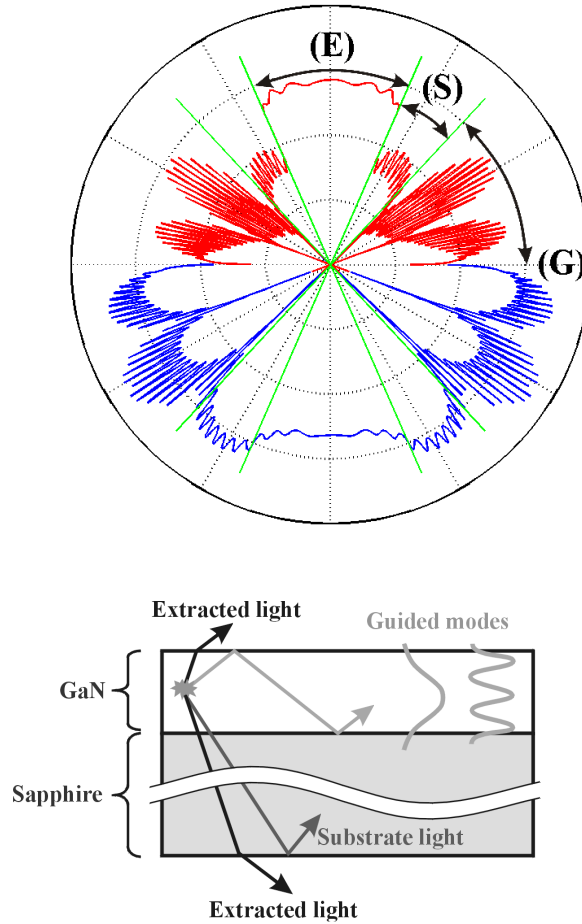 (E)
(S)
(G)
Extracted light
Guided modes
GaN
Sapphire
Substrate light
Extracted light